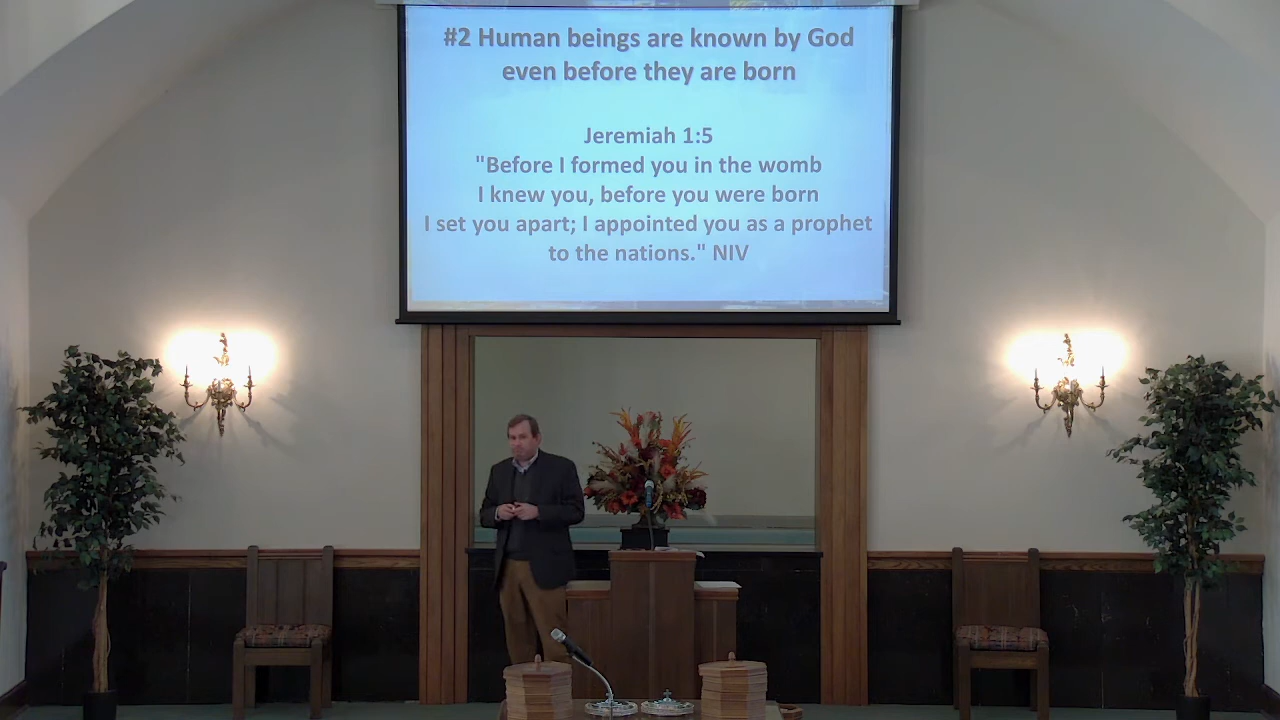 #2 Human beings are known by God
even before they are born
Jeremiah 1:5
"Before I formed you in the womb
I knew you, before you were born
I set you apart; I appointed you as a prophet
to the nations." NIV